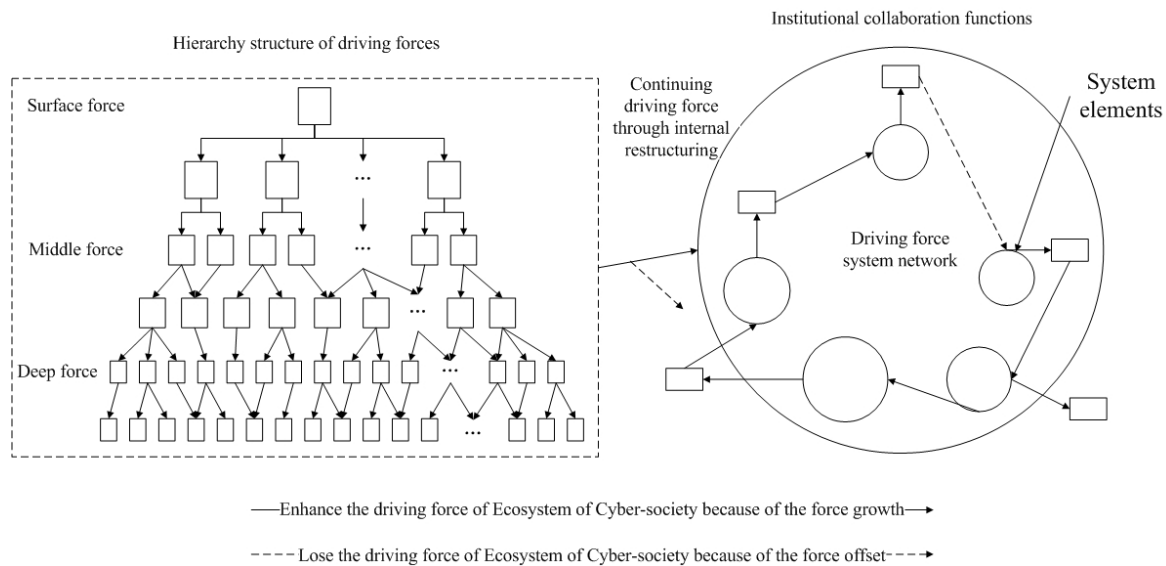 Hierarchy structure of driving forces
Surface force
...
Middle force
...
...
Deep force
...
...
Institutional collaboration functions
Continuing
driving force
through internal
restructuring
System
elements
Driving force
system network
Enhance the driving force of Ecosystem of Cyber-society because of the force growth
Lose the driving force of Ecosystem of Cyber-society because of the force offset